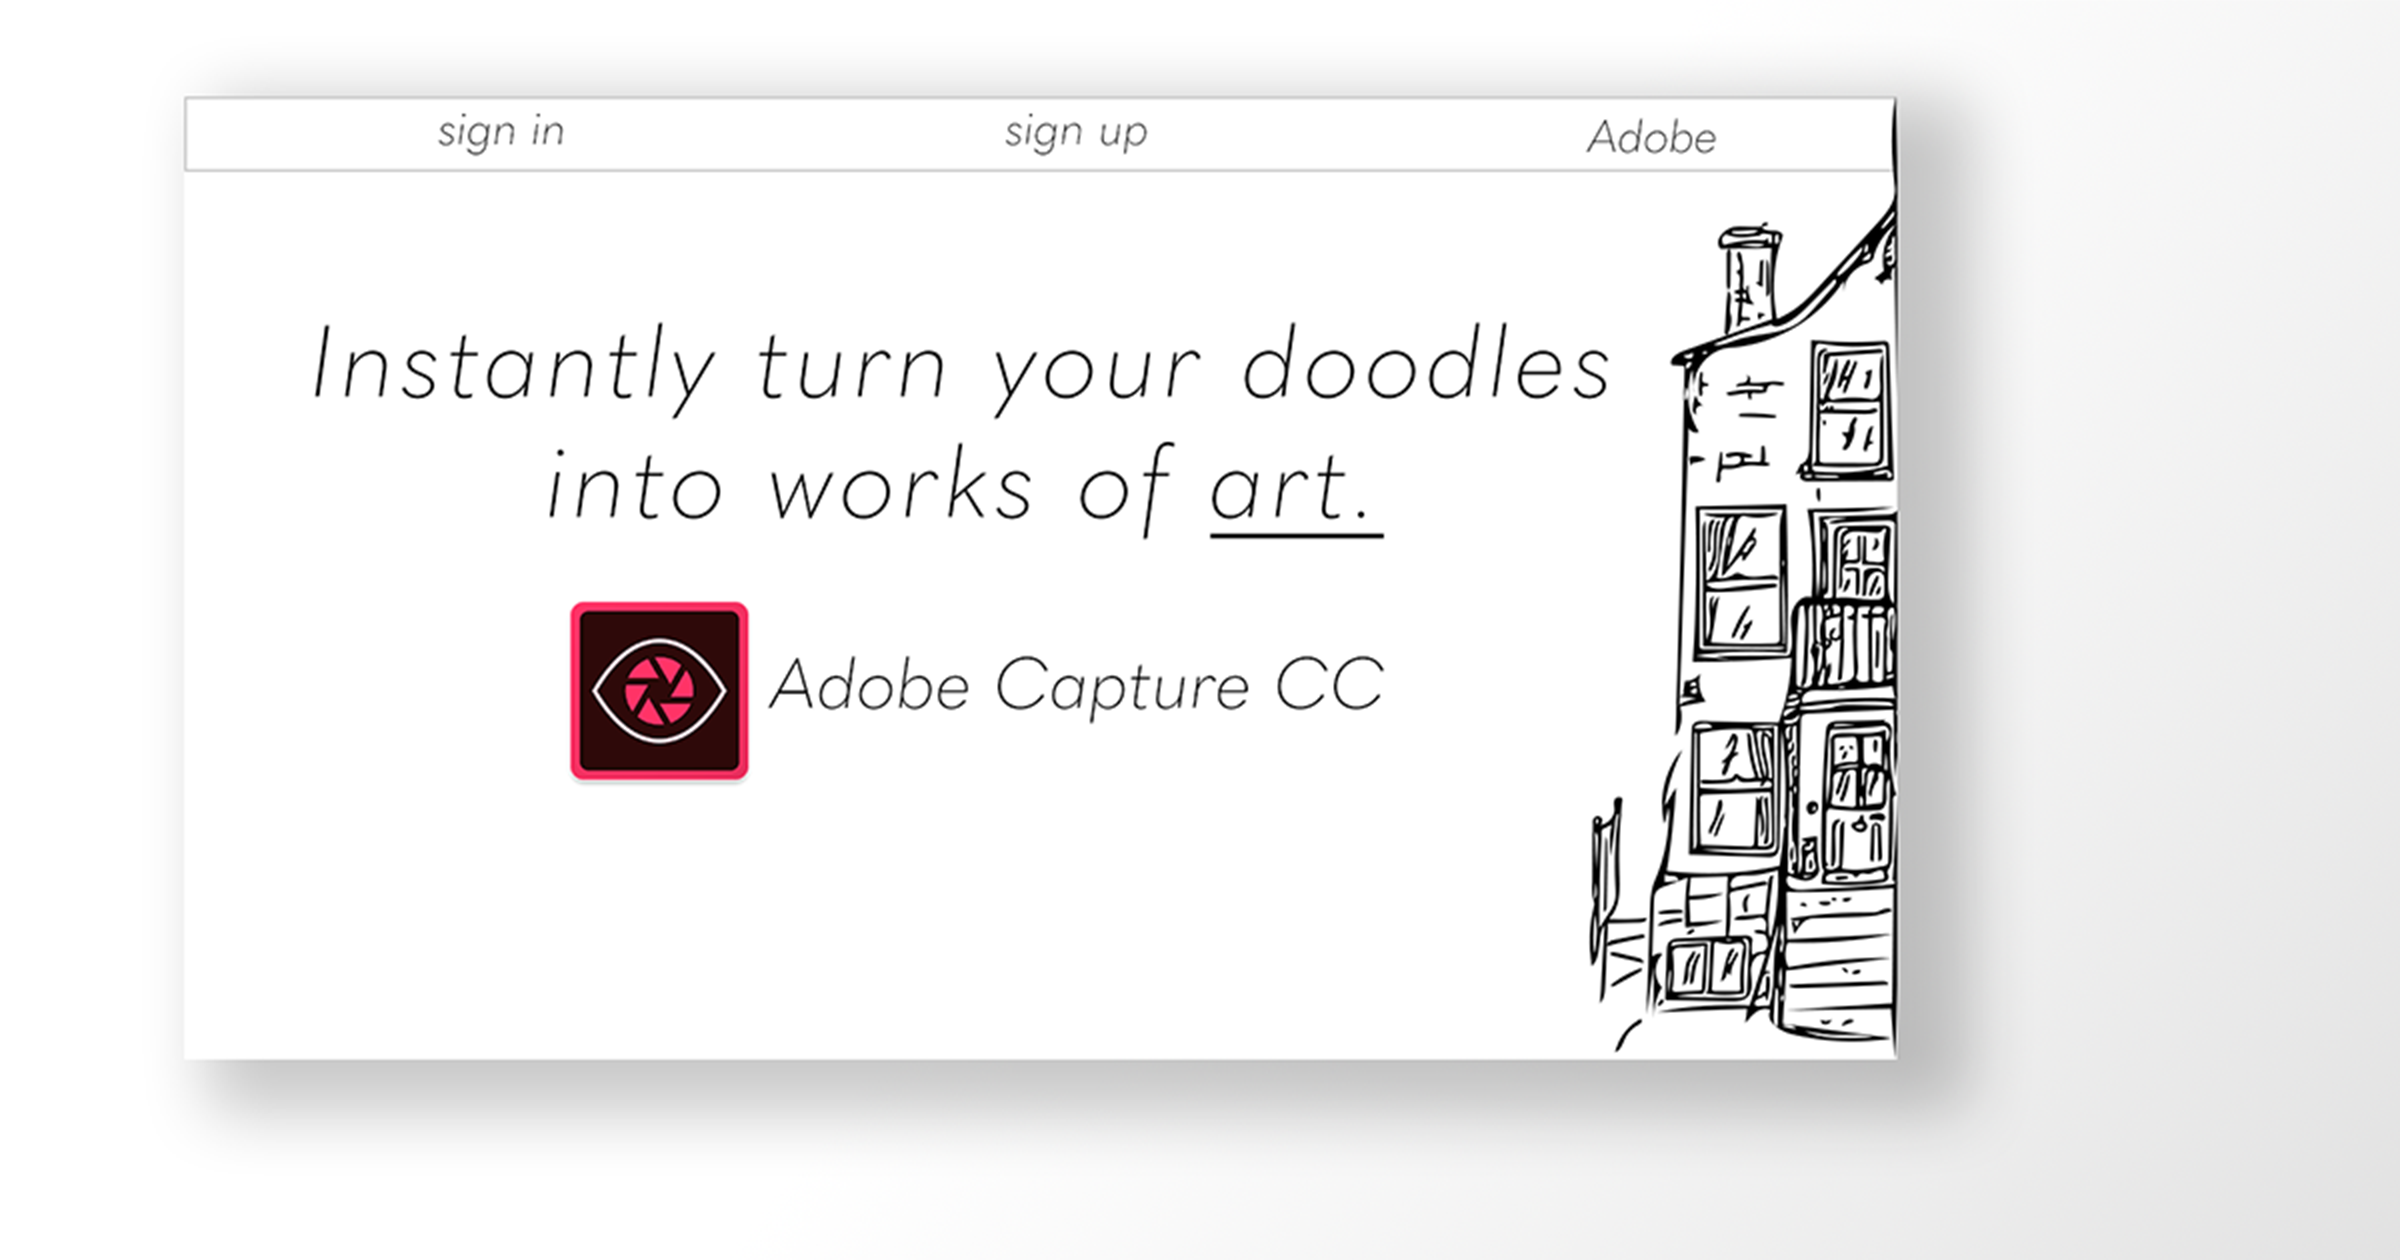 sign in
sign up
Adobe
Instantly turn your doodles
into works of art.
Adobe Capture CC